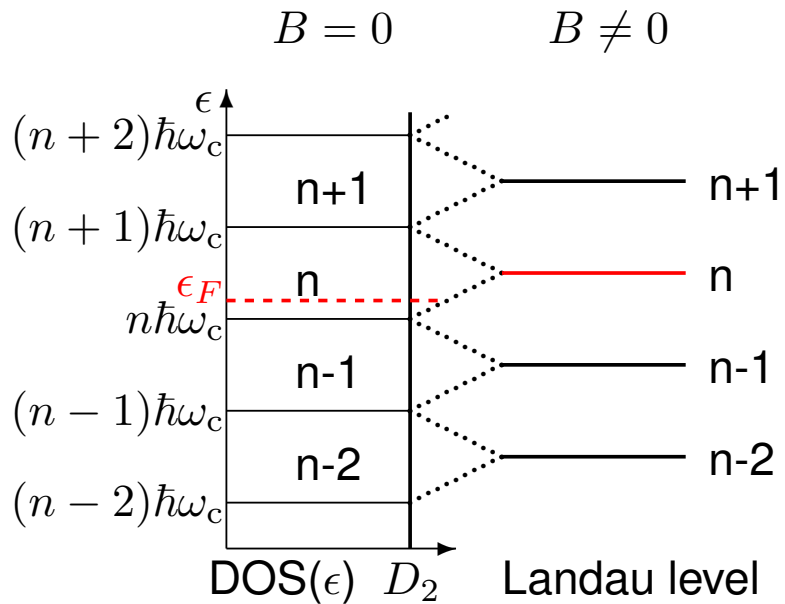 B = 0 B ≠ 0
ϵ
(n + 2)ħω_c
n+1 n+1
(n + 1)ħω_c
n n
ϵ_F
nħω_c
n-1 n-1
(n − 1)ħω_c
n-2 n-2
(n − 2)ħω_c
DOS(ϵ) D_2 Landau level